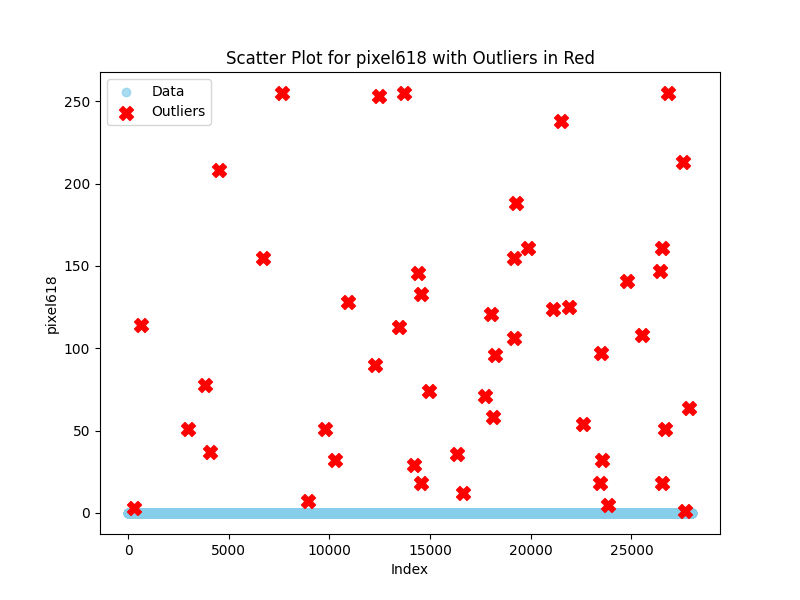 Scatter Plot for pixel618 with Outliers in Red
Data
Outliers
250
200
150
100
50
0
pixel618
0 5000 10000 15000 20000 25000
Index